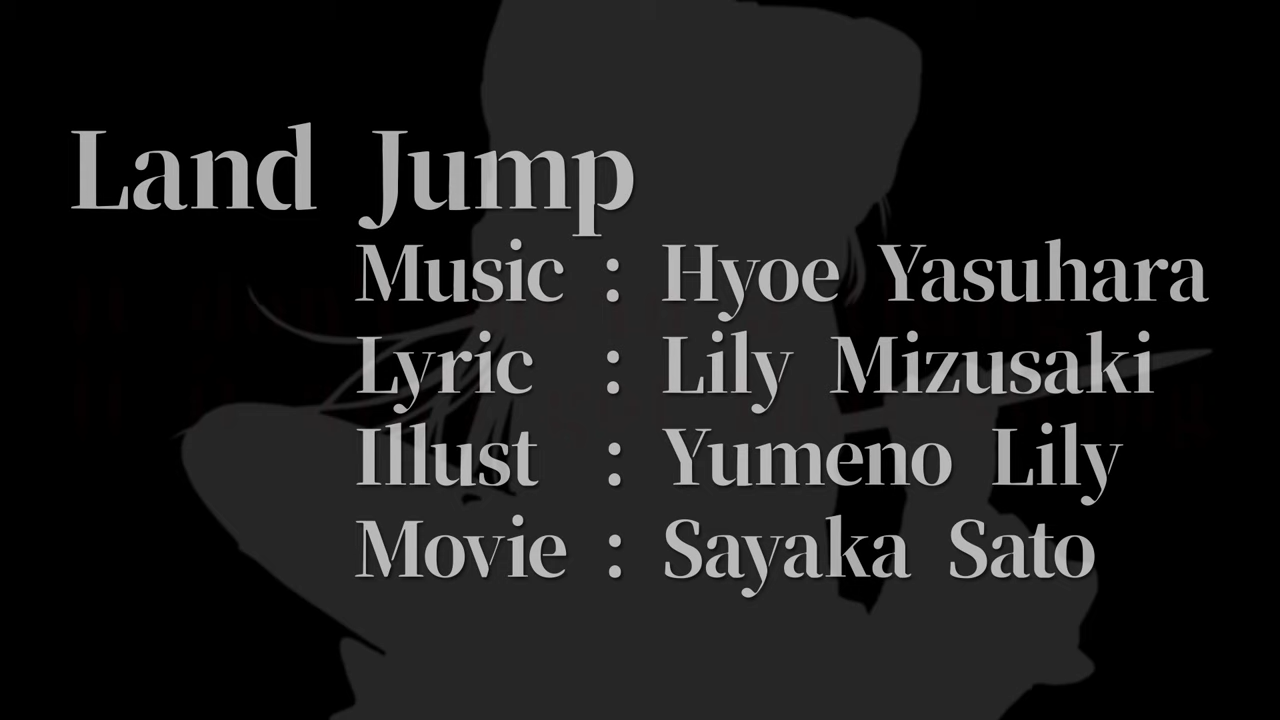 Land Jump
Music : Hyoe Yasuhara
Lyric : Lily Mizusaki
Illust : Yumeno Lily
Movie : Sayaka Sato